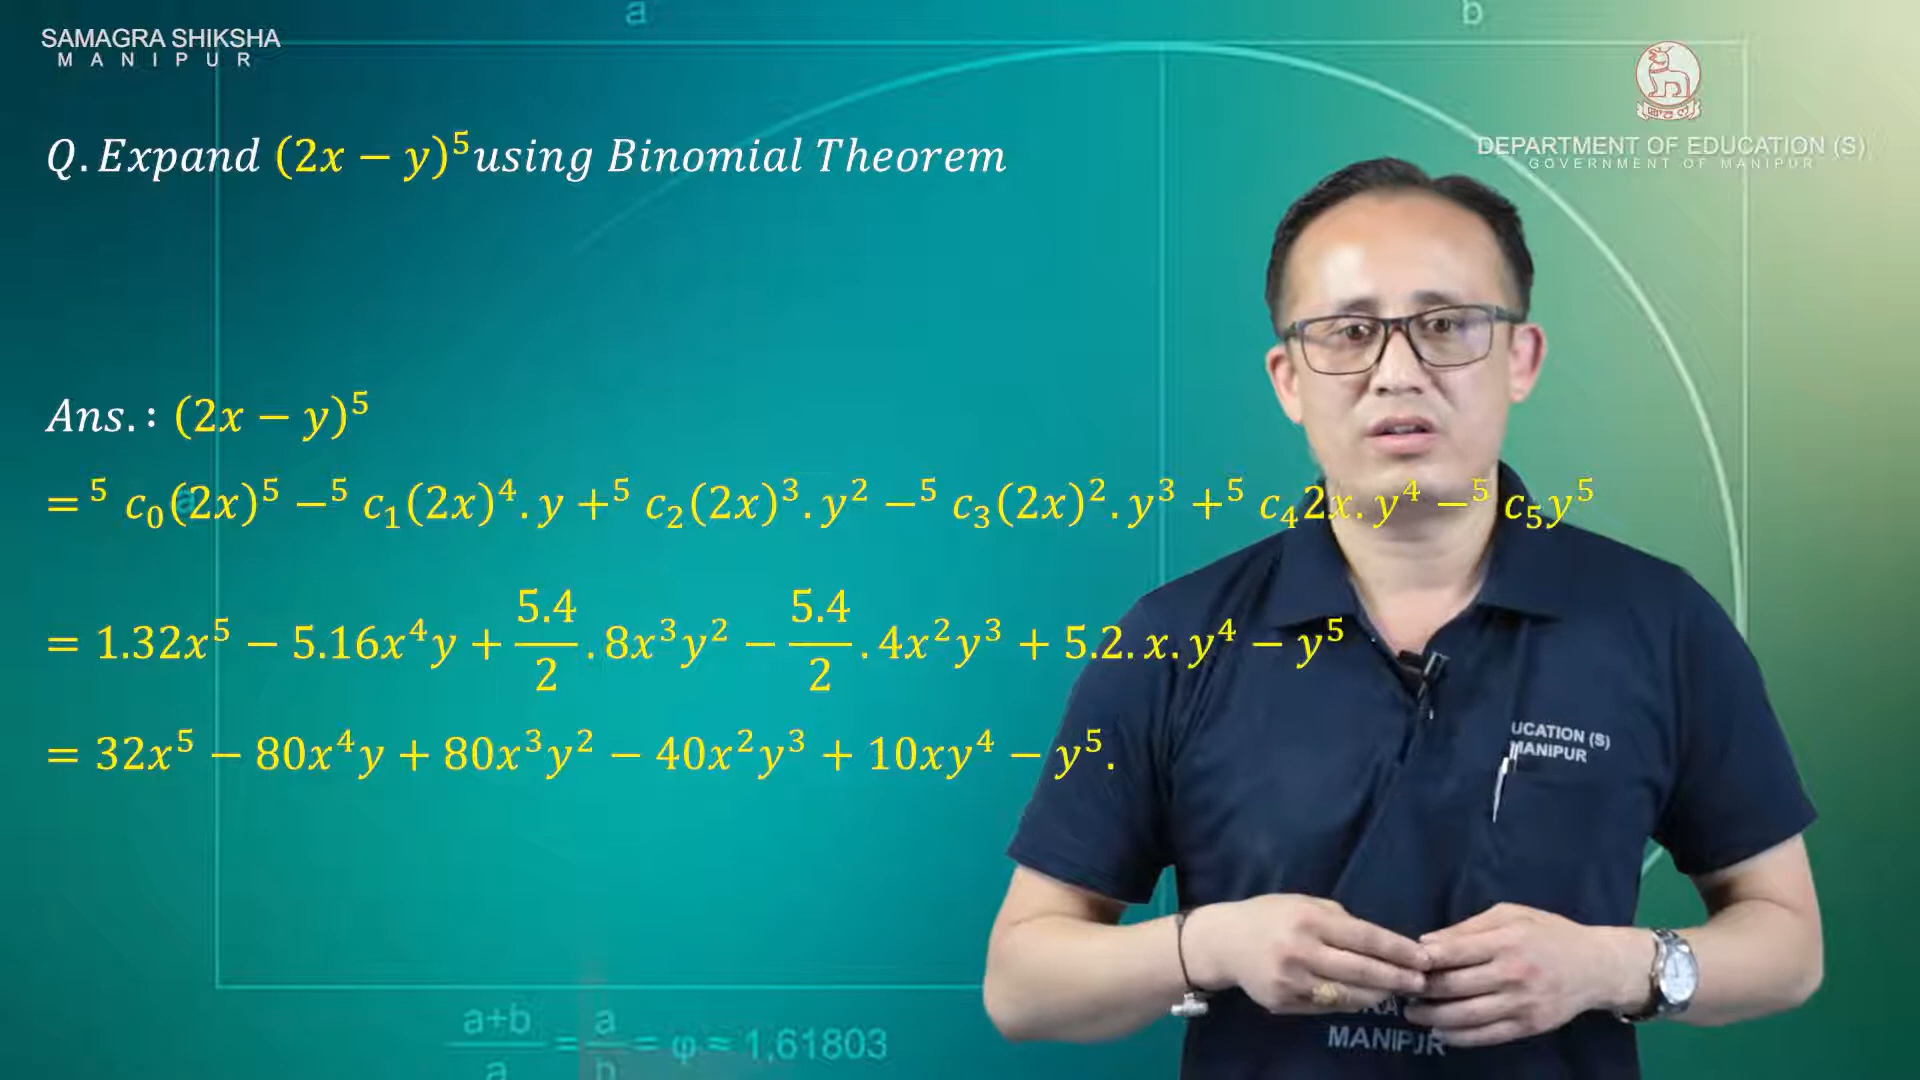 a
b
SAMAGRA SHIKSHA
MANIPUR
DEPARTMENT OF EDUCATION (S)
GOVERNMENT OF MANIPUR
Q. Expand (2x − y)⁵ using Binomial Theorem
Ans.: (2x − y)⁵
= ⁵c₀(2x)⁵ − ⁵c₁(2x)⁴. y + ⁵c₂(2x)³. y² − ⁵c₃(2x)². y³ + ⁵c₄2x. y⁴ − ⁵c₅y⁵
= 1.32x⁵ − 5.16x⁴y + 5.4/2 . 8x³y² − 5.4/2 . 4x²y³ + 5.2. x. y⁴ − y⁵
= 32x⁵ − 80x⁴y + 80x³y² − 40x²y³ + 10xy⁴ − y⁵.
UCATION (S)
MANIPUR
MANIPUR
a+b/a = a/b = φ ≈ 1,61803